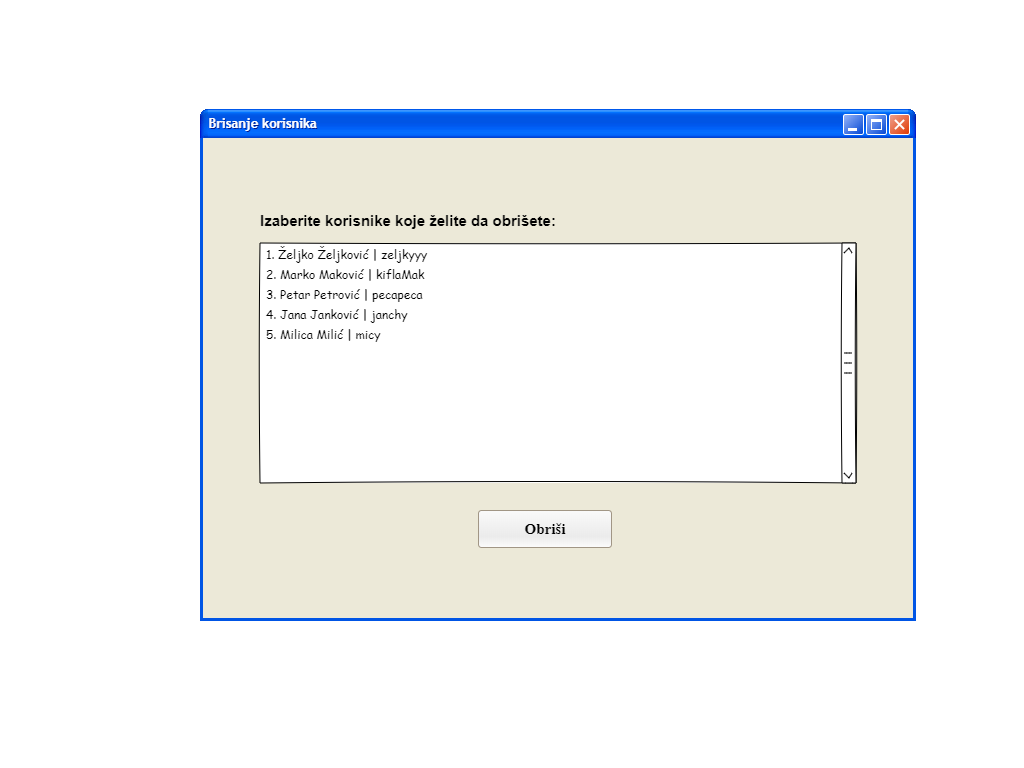 Brisanje korisnika
Izaberite korisnike koje želite da obrišete:
1. Željko Željković | zeljkyyy
2. Marko Maković | kiflaMak
3. Petar Petrović | pecapeca
4. Jana Janković | janchy
5. Milica Milić | micy
Obriši